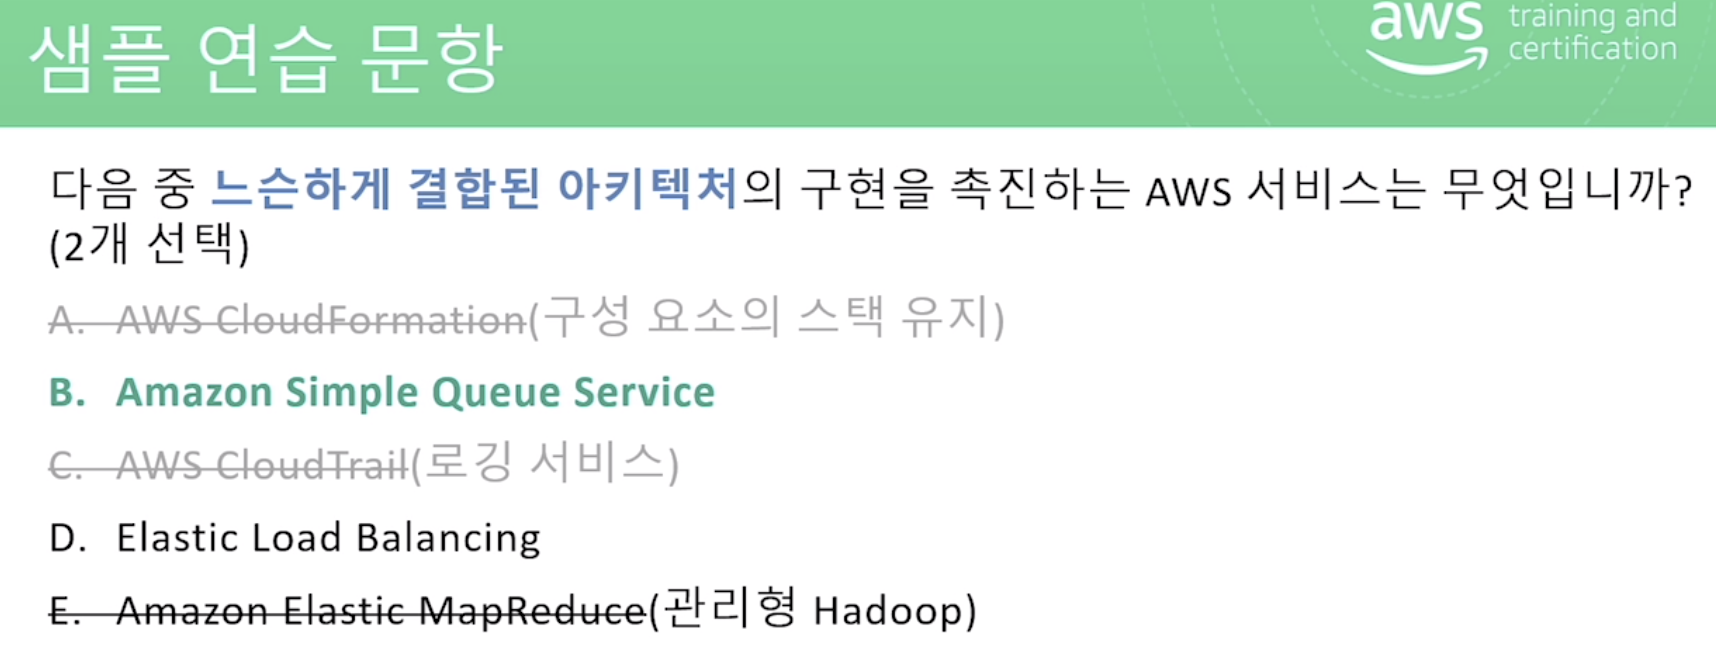 샘플 연습 문항
aws training and
certification
다음 중 느슨하게 결합된 아키텍처의 구현을 촉진하는 AWS 서비스는 무엇입니까?
(2개 선택)
A. AWS CloudFormation(구성 요소의 스택 유지)
B. Amazon Simple Queue Service
C. AWS CloudTrail(로깅 서비스)
D. Elastic Load Balancing
E. Amazon Elastic MapReduce(관리형 Hadoop)